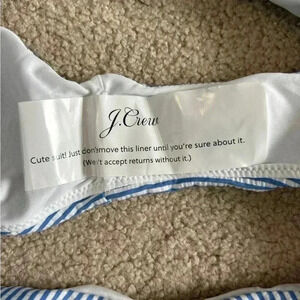 J.Crew
Cute suit! Just don't remove this liner until you're sure about it.
(We won't accept returns without it.)